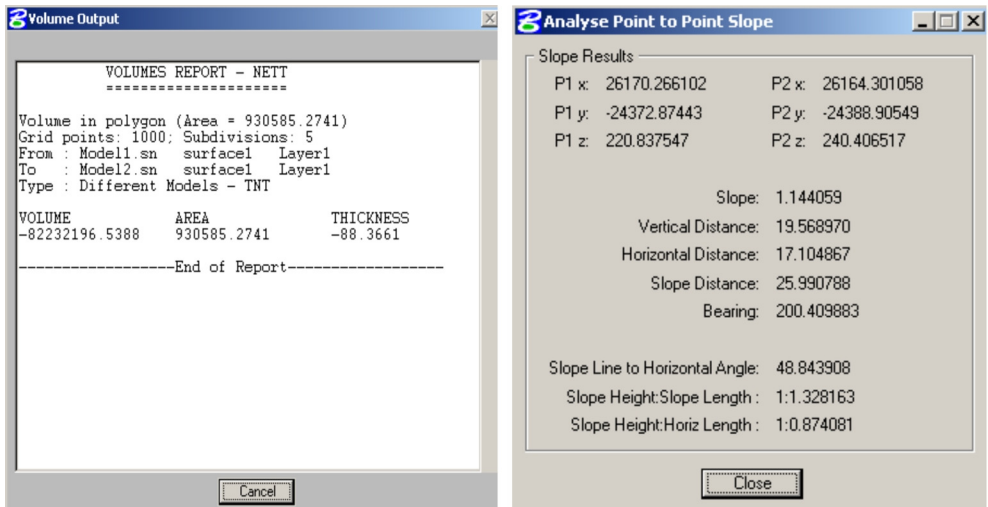 Volume Output
VOLUMES REPORT - NETT
=====================
Volume in polygon (Area = 930585.2741)
Grid points: 1000; Subdivisions: 5
From : Model1.sn surface1 Layer1
To : Model2.sn surface1 Layer1
Type : Different Models - TNT
VOLUME AREA THICKNESS
-82232196.5388 930585.2741 -88.3661
------------------End of Report------------------
Cancel
Analyse Point to Point Slope
Slope Results
P1 x: 26170.266102 P2 x: 26164.301058
P1 y: -24372.87443 P2 y: -24388.90549
P1 z: 220.837547 P2 z: 240.406517
Slope: 1.144059
Vertical Distance: 19.568970
Horizontal Distance: 17.104867
Slope Distance: 25.990788
Bearing: 200.409883
Slope Line to Horizontal Angle: 48.843908
Slope Height:Slope Length : 1:1.328163
Slope Height:Horiz Length : 1:0.874081
Close